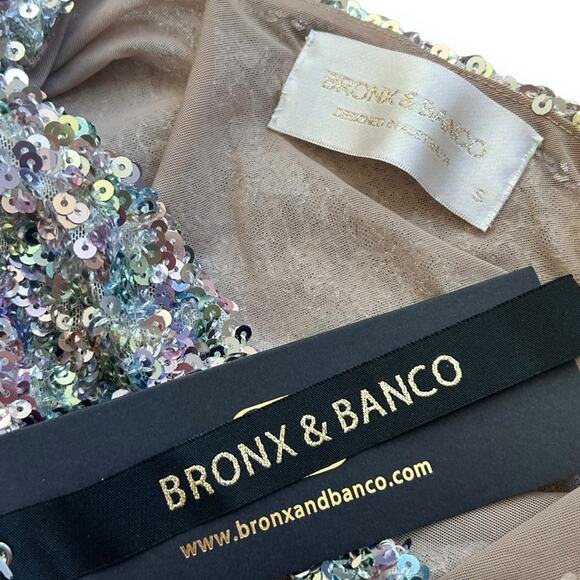 BRONX & BANCO
DESIGNED IN AUSTRALIA
S
BRONX & BANCO
www.bronxandbanco.com